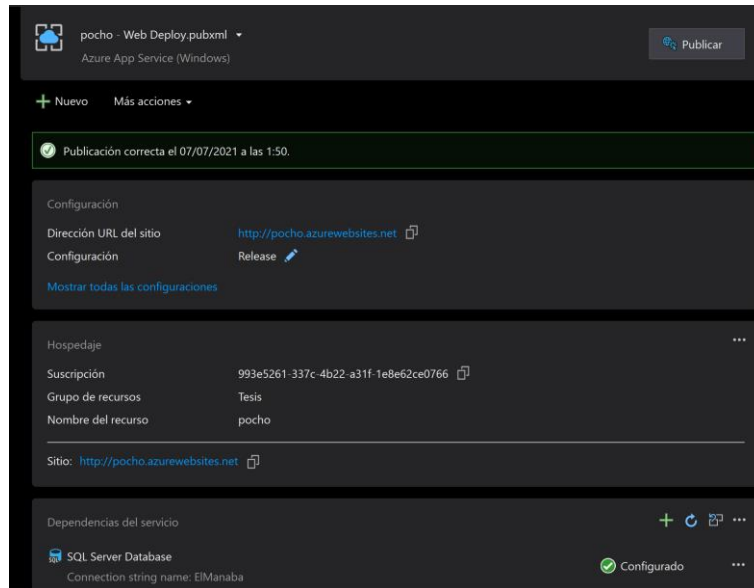 pocho - Web Deploy.pubxml
Azure App Service (Windows)
Publicar
Nuevo Más acciones
Publicación correcta el 07/07/2021 a las 1:50.
Configuración
Dirección URL del sitio http://pocho.azurewebsites.net
Configuración Release
Mostrar todas las configuraciones
Hospedaje
Suscripción 993e5261-337c-4b22-a31f-1e8e62ce0766
Grupo de recursos Tesis
Nombre del recurso pocho
Sitio: http://pocho.azurewebsites.net
Dependencias del servicio
SQL SQL Server Database
Connection string name: ElManaba
Configurado